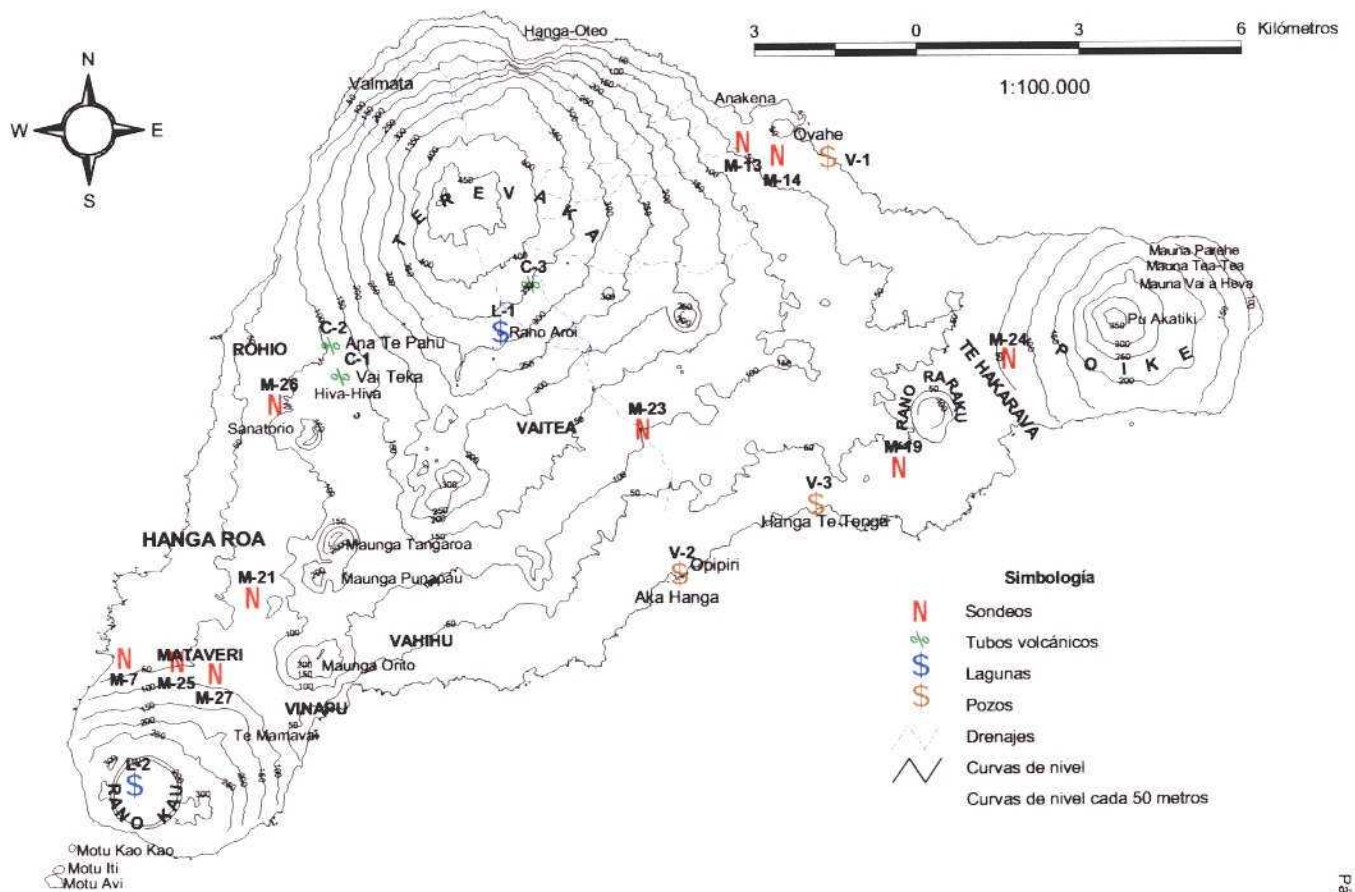 Hanga-Oteo
3 0 3 6 Kilómetros
1:100.000
N
W E
S
Valmata
Anakena
Ovahe
M-13
M-14
V-1
TEREVAKA
C-3
L-1
Raho Aroi
Mauna Parehe
Mauna Tea-Tea
Mauna Vai a Heva
Pu Akatiki
POIKE
M-24
TE HAKARAVA
RANO RARAKU
C-2
Ana Te Pahu
ROHIO
C-1
Vai Teka
M-26
Hiva-Hiva
Sanatorio
M-23
VAITEA
M-19
V-3
Hanga Te Tenga
HANGA ROA
Maunga Tangaroa
Maunga Punapau
M-21
V-2
Opipiri
Aka Hanga
VAHIHU
Maunga Orito
MATAVERI
M-7
M-25
M-27
VINAPU
Te Mamavai
L-2
RANO KAU
Motu Kao Kao
Motu Iti
Motu Avi
Simbología
N Sondeos
% Tubos volcánicos
$ Lagunas
$ Pozos
Drenajes
Curvas de nivel
Curvas de nivel cada 50 metros
Pá